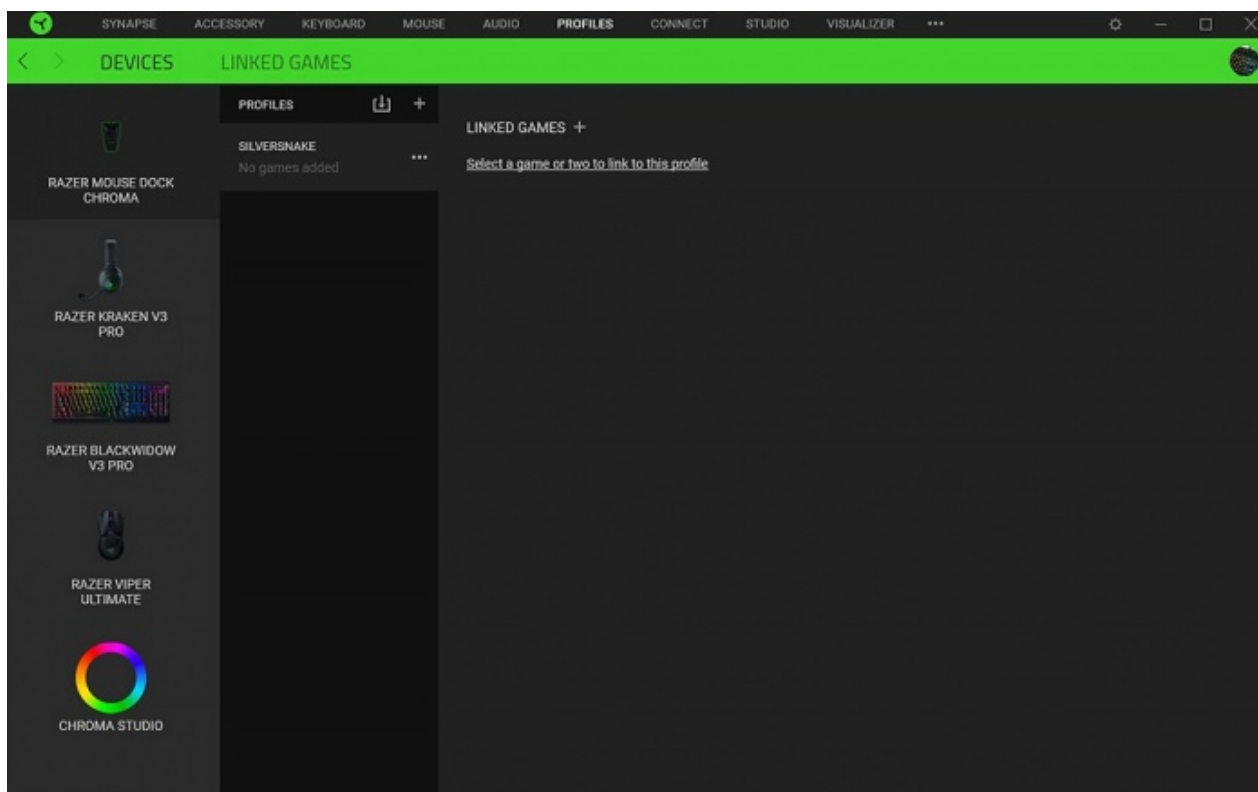 SYNAPSE ACCESSORY KEYBOARD MOUSE AUDIO PROFILES CONNECT STUDIO VISUALIZER
DEVICES LINKED GAMES
RAZER MOUSE DOCK
CHROMA
RAZER KRAKEN V3
PRO
RAZER BLACKWIDOW
V3 PRO
RAZER VIPER
ULTIMATE
CHROMA STUDIO
PROFILES
SILVERSNAKE
No games added
LINKED GAMES +
Select a game or two to link to this profile